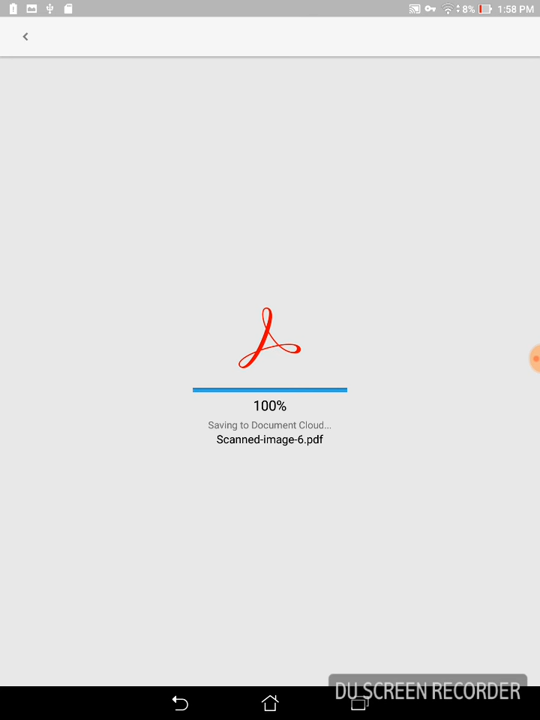 8% 1:58 PM
100%
Saving to Document Cloud...
Scanned-image-6.pdf
DU SCREEN RECORDER